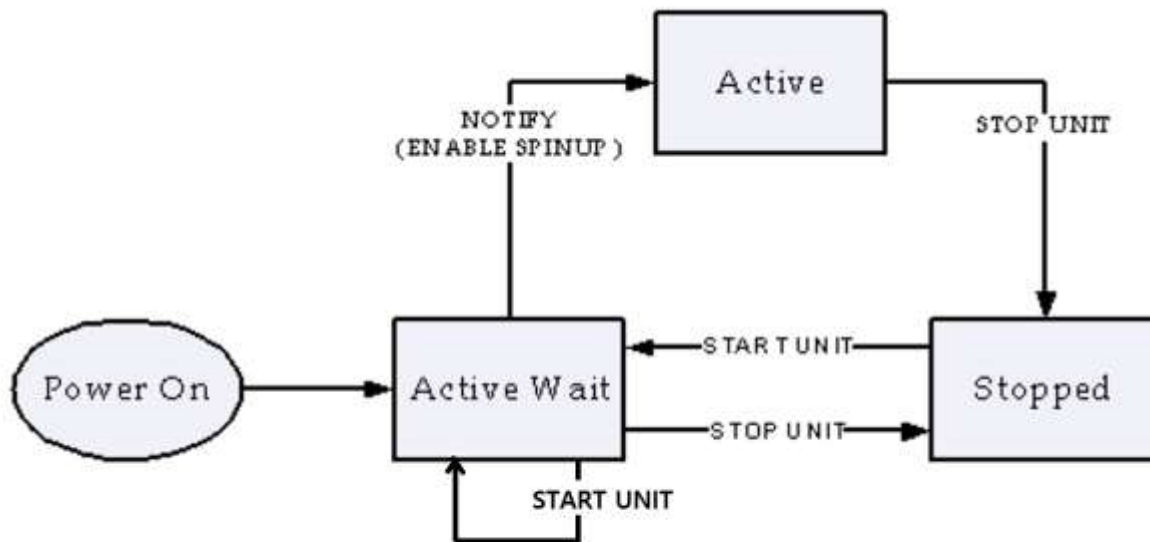 Active
NOTIFY
(ENABLE SPINUP)
STOP UNIT
Power On
Active Wait
START UNIT
STOP UNIT
Stopped
START UNIT